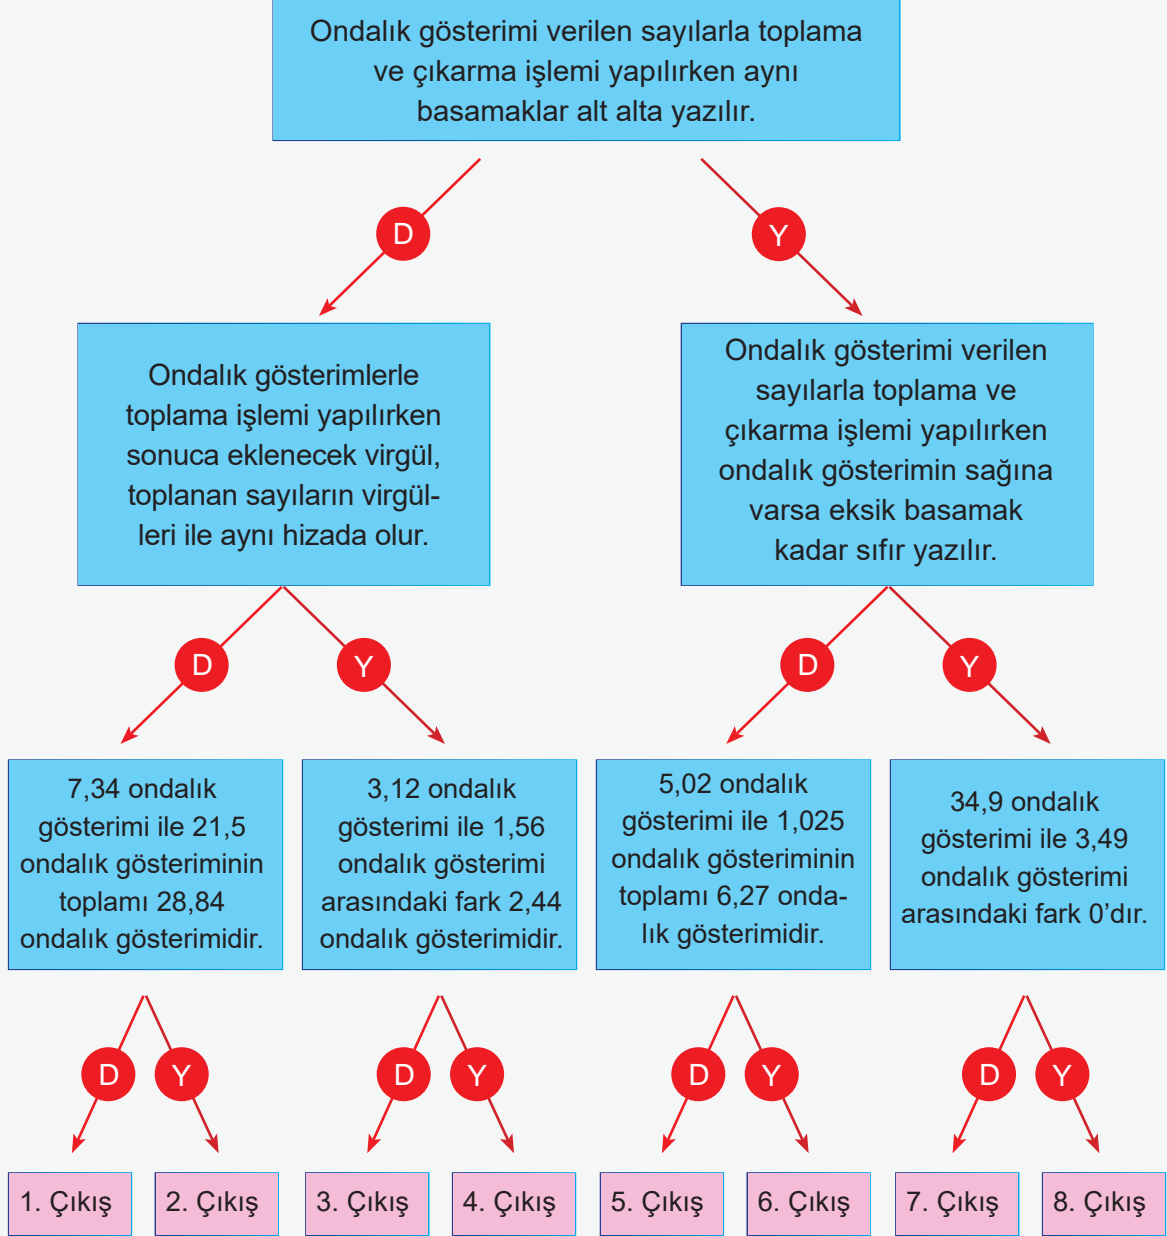 Ondalık gösterimi verilen sayılarla toplama
ve çıkarma işlemi yapılırken aynı
basamaklar alt alta yazılır.
D
Y
Ondalık gösterimlerle
toplama işlemi yapılırken
sonuca eklenecek virgül,
toplanan sayıların virgül-
leri ile aynı hizada olur.
Ondalık gösterimi verilen
sayılarla toplama ve
çıkarma işlemi yapılırken
ondalık gösterimin sağına
varsa eksik basamak
kadar sıfır yazılır.
D
Y
D
Y
7,34 ondalık
gösterimi ile 21,5
ondalık gösteriminin
toplamı 28,84
ondalık gösterimidir.
3,12 ondalık
gösterimi ile 1,56
ondalık gösterimi
arasındaki fark 2,44
ondalık gösterimidir.
5,02 ondalık
gösterimi ile 1,025
ondalık gösteriminin
toplamı 6,27 onda-
lık gösterimidir.
34,9 ondalık
gösterimi ile 3,49
ondalık gösterimi
arasındaki fark 0’dır.
D
Y
D
Y
D
Y
D
Y
1. Çıkış
2. Çıkış
3. Çıkış
4. Çıkış
5. Çıkış
6. Çıkış
7. Çıkış
8. Çıkış